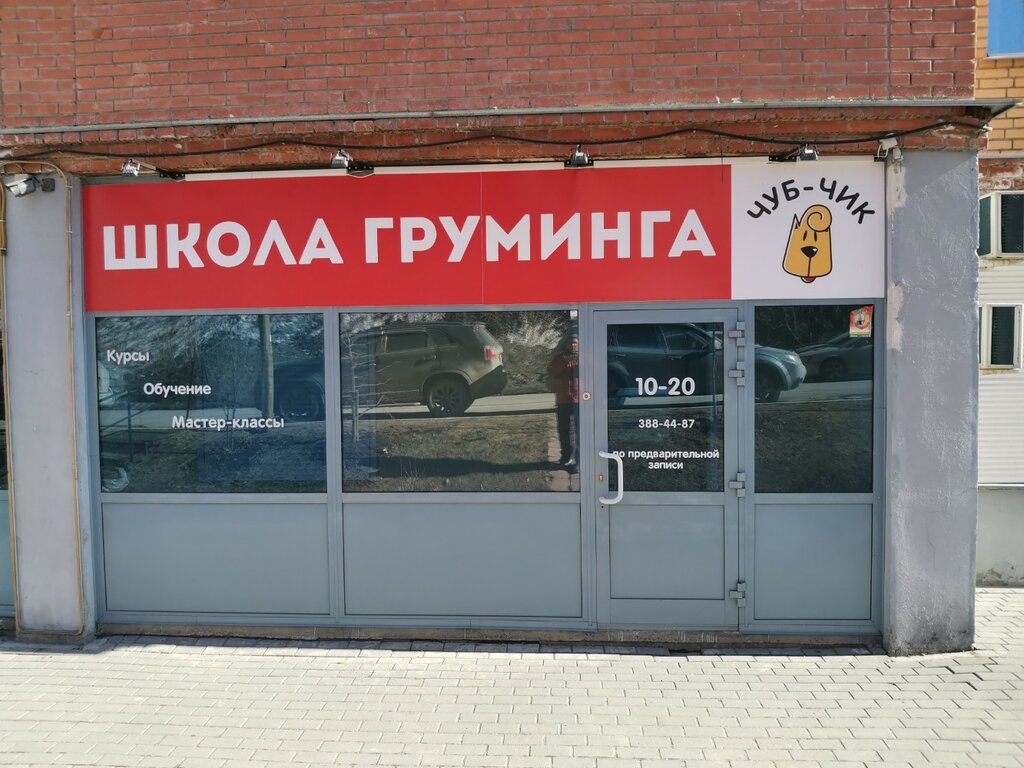 ШКОЛА ГРУМИНГА
ЧУБ-ЧИК
Курсы
Обучение
Мастер-классы
10-20
388-44-87
по предварительной
записи